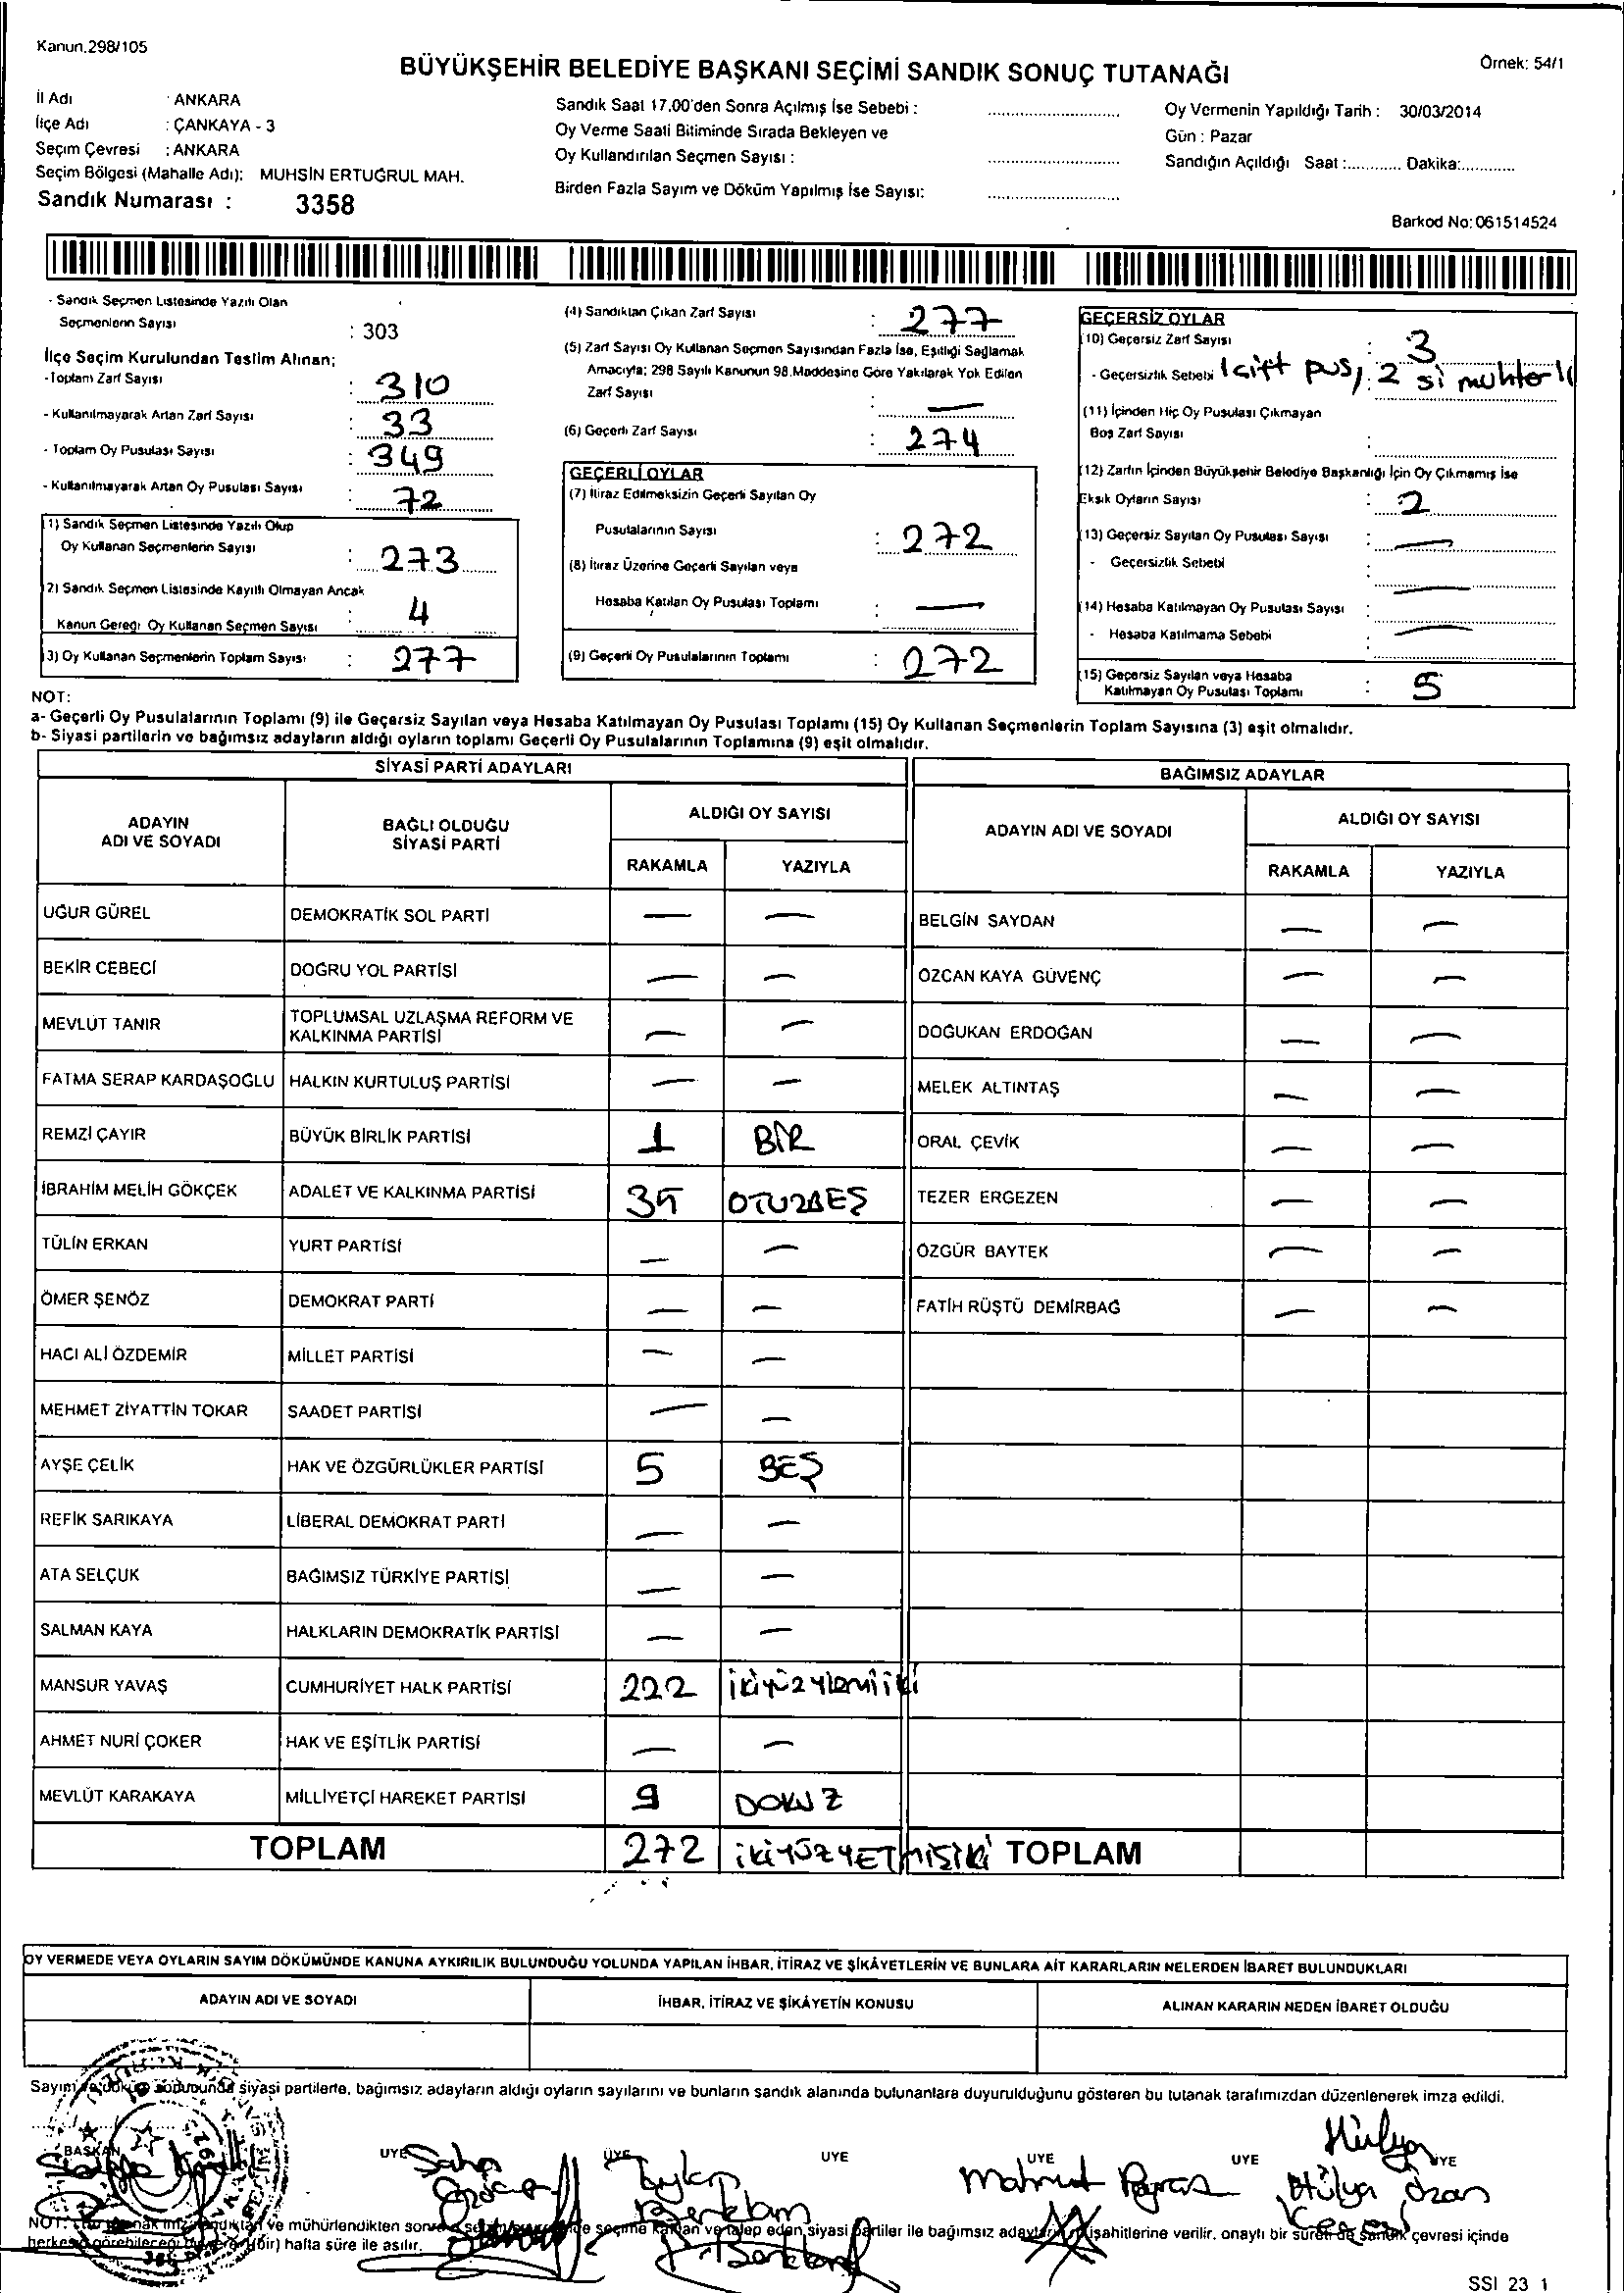 Kanun.298/105
BÜYÜKŞEHİR BELEDİYE BAŞKANI SEÇİMİ SANDIK SONUÇ TUTANAĞI
Örnek: 54/1
İl Adı : ANKARA
İlçe Adı : ÇANKAYA - 3
Seçim Çevresi : ANKARA
Seçim Bölgesi (Mahalle Adı): MUHSİN ERTUĞRUL MAH.
Sandık Numarası : 3358
Sandık Saat 17.00'den Sonra Açılmış İse Sebebi :
Oy Verme Saati Bitiminde Sırada Bekleyen ve
Oy Kullandırılan Seçmen Sayısı :
Birden Fazla Sayım ve Döküm Yapılmış İse Sayısı:
Oy Vermenin Yapıldığı Tarih : 30/03/2014
Gün : Pazar
Sandığın Açıldığı Saat :............ Dakika:............
Barkod No: 061514524
- Sandık Seçmen Listesinde Yazılı Olan
Seçmenlerin Sayısı : 303
İlçe Seçim Kurulundan Teslim Alınan;
- Toplam Zarf Sayısı : 310
- Kullanılmayarak Artan Zarf Sayısı : 33
- Toplam Oy Pusulası Sayısı : 349
- Kullanılmayarak Artan Oy Pusulası Sayısı : 72
(1) Sandık Seçmen Listesinde Yazılı Olup
Oy Kullanan Seçmenlerin Sayısı : 273
(2) Sandık Seçmen Listesinde Kayıtlı Olmayan Ancak
Kanun Gereği Oy Kullanan Seçmen Sayısı : 4
(3) Oy Kullanan Seçmenlerin Toplam Sayısı : 277
(4) Sandıktan Çıkan Zarf Sayısı : 277
(5) Zarf Sayısı Oy Kullanan Seçmen Sayısından Fazla İse, Eşitliği Sağlamak
Amacıyla; 298 Sayılı Kanunun 98.Maddesine Göre Yakılarak Yok Edilen
Zarf Sayısı : —
(6) Geçerli Zarf Sayısı : 274
GEÇERLİ OYLAR
(7) İtiraz Edilmeksizin Geçerli Sayılan Oy
Pusulalarının Sayısı : 272
(8) İtiraz Üzerine Geçerli Sayılan veya
Hesaba Katılan Oy Pusulası Toplamı : —
(9) Geçerli Oy Pusulalarının Toplamı : 272
GEÇERSİZ OYLAR
(10) Geçersiz Zarf Sayısı : 3
- Geçersizlik Sebebi 1 çift pus, : 2 si muhtar
(11) İçinden Hiç Oy Pusulası Çıkmayan
Boş Zarf Sayısı :
(12) Zarfın İçinden Büyükşehir Belediye Başkanlığı İçin Oy Çıkmamış İse
Eksik Oyların Sayısı : 2
(13) Geçersiz Sayılan Oy Pusulası Sayısı : —
- Geçersizlik Sebebi : —
(14) Hesaba Katılmayan Oy Pusulası Sayısı : —
- Hesaba Katılmama Sebebi :
(15) Geçersiz Sayılan veya Hesaba
Katılmayan Oy Pusulası Toplamı : 5
NOT:
a- Geçerli Oy Pusulalarının Toplamı (9) ile Geçersiz Sayılan veya Hesaba Katılmayan Oy Pusulası Toplamı (15) Oy Kullanan Seçmenlerin Toplam Sayısına (3) eşit olmalıdır.
b- Siyasi partilerin ve bağımsız adayların aldığı oyların toplamı Geçerli Oy Pusulalarının Toplamına (9) eşit olmalıdır.
SİYASİ PARTİ ADAYLARI
BAĞIMSIZ ADAYLAR
ADAYIN ADI VE SOYADI
BAĞLI OLDUĞU SİYASİ PARTİ
ALDIĞI OY SAYISI
RAKAMLA YAZIYLA
ADAYIN ADI VE SOYADI
ALDIĞI OY SAYISI
RAKAMLA YAZIYLA
UĞUR GÜREL DEMOKRATİK SOL PARTİ — — BELGİN SAYDAN — —
BEKİR CEBECİ DOĞRU YOL PARTİSİ — — ÖZCAN KAYA GÜVENÇ — —
MEVLÜT TANIR TOPLUMSAL UZLAŞMA REFORM VE KALKINMA PARTİSİ — — DOĞUKAN ERDOĞAN — —
FATMA SERAP KARDAŞOĞLU HALKIN KURTULUŞ PARTİSİ — — MELEK ALTINTAŞ — —
REMZİ ÇAYIR BÜYÜK BİRLİK PARTİSİ 1 BİR ORAL ÇEVİK — —
İBRAHİM MELİH GÖKÇEK ADALET VE KALKINMA PARTİSİ 35 OTUZBEŞ TEZER ERGEZEN — —
TÜLİN ERKAN YURT PARTİSİ — — ÖZGÜR BAYTEK — —
ÖMER ŞENÖZ DEMOKRAT PARTİ — — FATİH RÜŞTÜ DEMİRBAĞ — —
HACI ALİ ÖZDEMİR MİLLET PARTİSİ — —
MEHMET ZİYATTİN TOKAR SAADET PARTİSİ — —
AYŞE ÇELİK HAK VE ÖZGÜRLÜKLER PARTİSİ 5 BEŞ
REFİK SARIKAYA LİBERAL DEMOKRAT PARTİ — —
ATA SELÇUK BAĞIMSIZ TÜRKİYE PARTİSİ — —
SALMAN KAYA HALKLARIN DEMOKRATİK PARTİSİ — —
MANSUR YAVAŞ CUMHURİYET HALK PARTİSİ 222 ikiyüzyirmiiki
AHMET NURİ ÇOKER HAK VE EŞİTLİK PARTİSİ — —
MEVLÜT KARAKAYA MİLLİYETÇİ HAREKET PARTİSİ 9 DOKUZ
TOPLAM 272 İKİYÜZYETMİŞİKİ TOPLAM
OY VERMEDE VEYA OYLARIN SAYIM DÖKÜMÜNDE KANUNA AYKIRILIK BULUNDUĞU YOLUNDA YAPILAN İHBAR, İTİRAZ VE ŞİKÂYETLERİN VE BUNLARA AİT KARARLARIN NELERDEN İBARET BULUNDUKLARI
ADAYIN ADI VE SOYADI İHBAR, İTİRAZ VE ŞİKÂYETİN KONUSU ALINAN KARARIN NEDEN İBARET OLDUĞU
Sayım ve döküm sonucunda siyasi partilerle, bağımsız adayların aldığı oyların sayılarını ve bunların sandık alanında bulunanlara duyurulduğunu gösteren bu tutanak tarafımızdan düzenlenerek imza edildi.
BAŞKAN ÜYE ÜYE ÜYE ÜYE ÜYE ÜYE
Hülya
Mahmut
Hülya Özan
NOT: ve mühürlendikten sonra seçime katılan ve talep eden siyasi partiler ile bağımsız aday müşahitlerine verilir, onaylı bir sureti de sandık çevresi içinde
herkesin görebileceği bir yere (bir) hafta süre ile asılır.
SSI 23 1